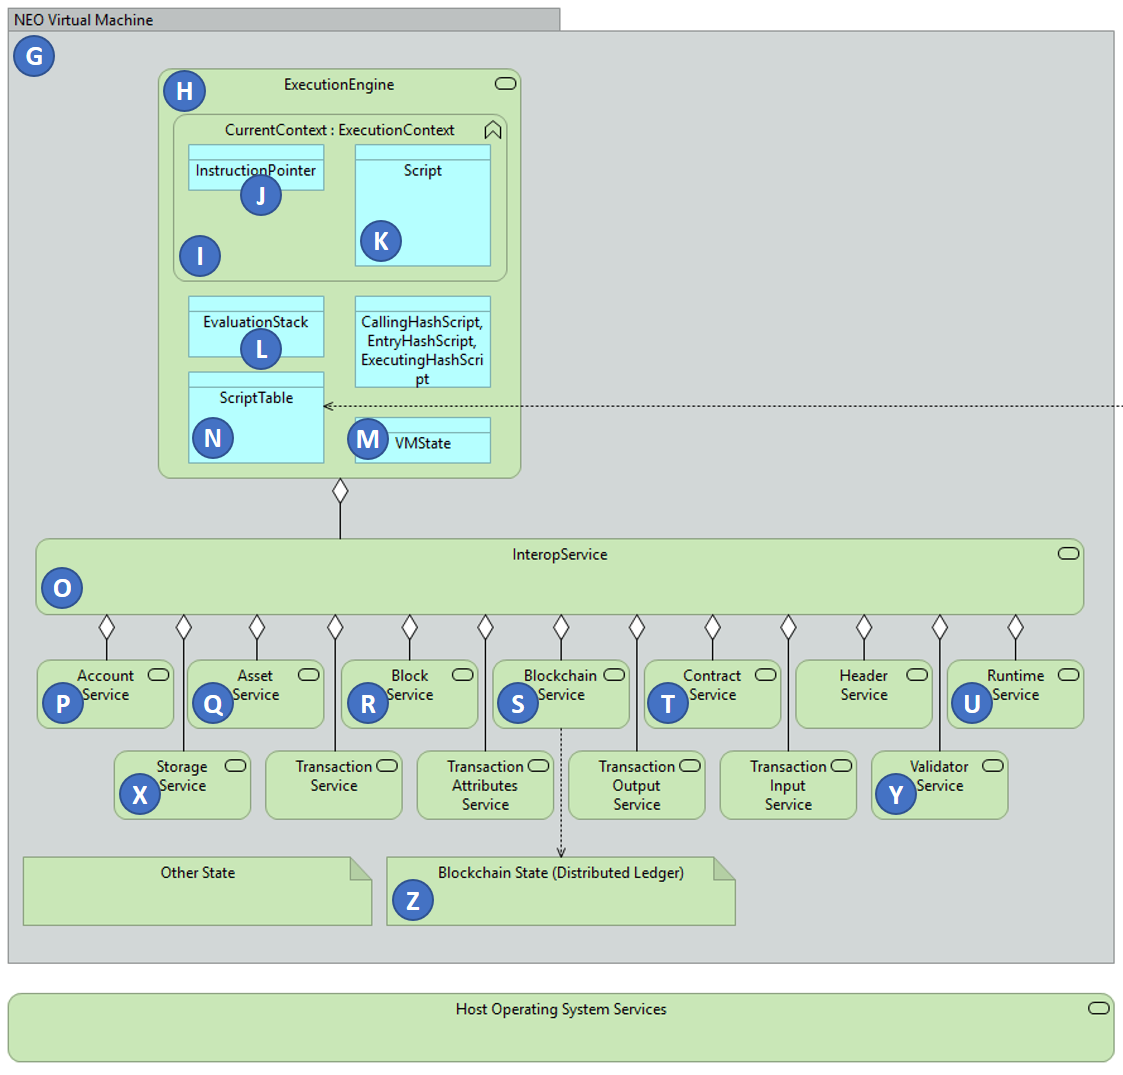 NEO Virtual Machine
G
H
ExecutionEngine
CurrentContext : ExecutionContext
InstructionPointer
J
Script
K
I
EvaluationStack
L
CallingHashScript,
EntryHashScript,
ExecutingHashScri
pt
ScriptTable
N
M
VMState
InteropService
O
Account
Service
P
Asset
Service
Q
Block
Service
R
Blockchain
Service
S
Contract
Service
T
Header
Service
Runtime
Service
U
Storage
Service
X
Transaction
Service
Transaction
Attributes
Service
Transaction
Output
Service
Transaction
Input
Service
Validator
Service
Y
Other State
Blockchain State (Distributed Ledger)
Z
Host Operating System Services